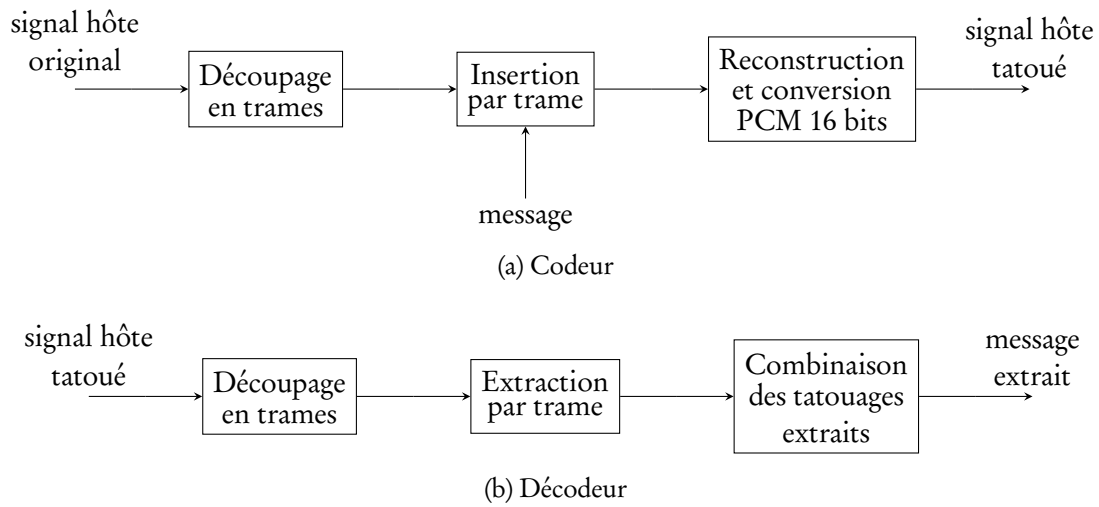 signal hôte
original
Découpage
en trames
Insertion
par trame
Reconstruction
et conversion
PCM 16 bits
signal hôte
tatoué
message
(a) Codeur
signal hôte
tatoué
Découpage
en trames
Extraction
par trame
Combinaison
des tatouages
extraits
message
extrait
(b) Décodeur